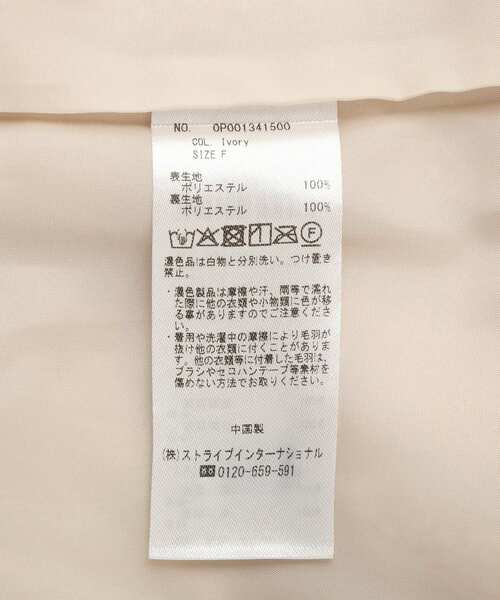 NO. OP001341500
COL. Ivory
SIZE F
表生地
ポリエステル 100%
裏生地
ポリエステル 100%
濃色品は白物と分別洗い。つけ置き
禁止。
・濃色製品は摩擦や汗、雨等で濡れ
た際に他の衣類や小物類に色が移
る事がありますのでご注意くださ
い。
・着用や洗濯中の摩擦により毛羽が
抜け他の衣類に付くことがありま
す。他の衣類等に付着した毛羽は、
ブラシやセロハンテープ等素材を
傷めない方法でお取りください。
中国製
(株)ストライプインターナショナル
0120-659-591